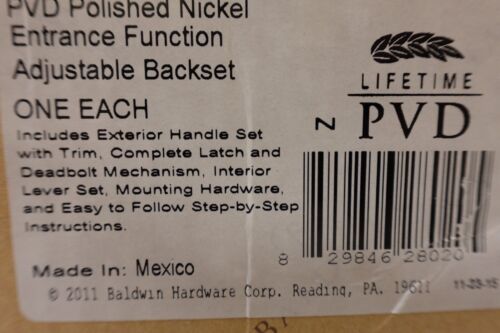 PVD Polished Nickel
Entrance Function
Adjustable Backset
ONE EACH
Includes Exterior Handle Set
with Trim, Complete Latch and
Deadbolt Mechanism, Interior
Lever Set, Mounting Hardware,
and Easy to Follow Step-by-Step
Instructions.
LIFETIME
PVD
N
8 29846 28020
Made In: Mexico
© 2011 Baldwin Hardware Corp. Reading, PA. 19611